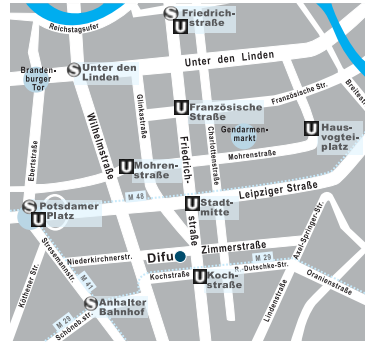 S Friedrich-
U straße
Reichstagsufer
Unter den Linden
S Unter den
Linden
Branden-
burger
Tor
Glinkastraße
Französische Str.
Breitestr.
U Französische
Straße
Gendarmen-
markt
U Haus-
vogtei-
platz
Charlottenstraße
Wilhelmstraße
Friedrich-
straße
Ebertstraße
Mohrenstraße
U Mohren-
straße
M 48
Leipziger Straße
S Potsdamer
U Platz
U Stadt-
mitte
Axel-Springer-Str.
Zimmerstraße
Difu
Niederkirchnerstr.
Stresemannstr.
Köthener Str.
M 41
Kochstraße
R.-Dutschke-Str.
M 29
Oranienstraße
U Koch-
straße
Lindenstraße
S Anhalter
Bahnhof
M 29
Schöneb. str.